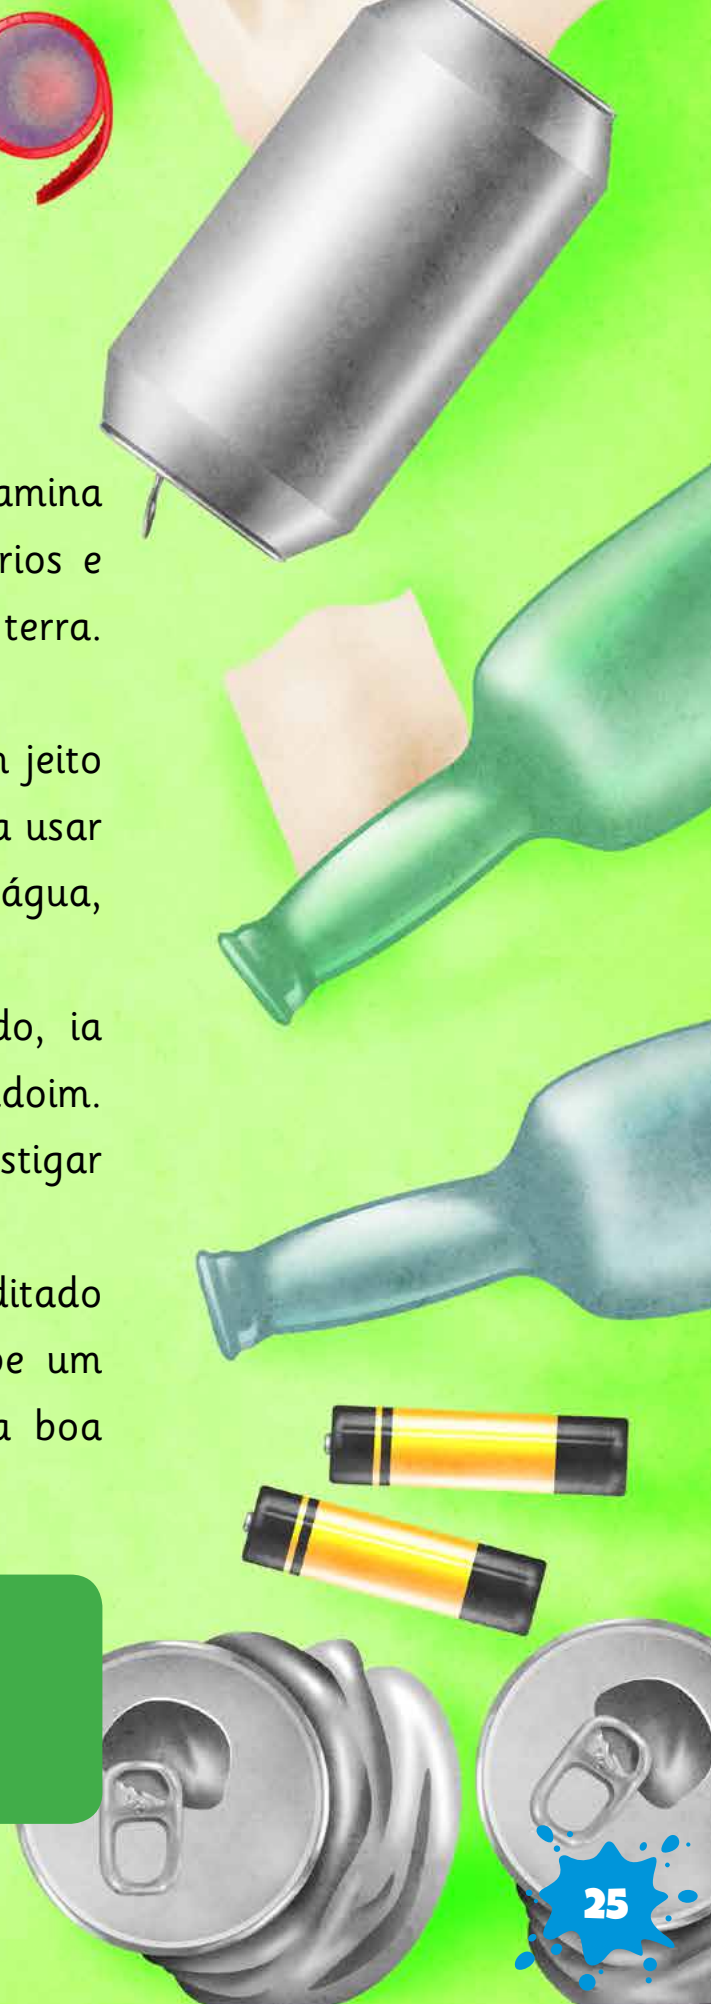 amina
rios e
terra.
jeito
a usar
água,
do, ia
doim.
stigar
ditado
um
a boa
25